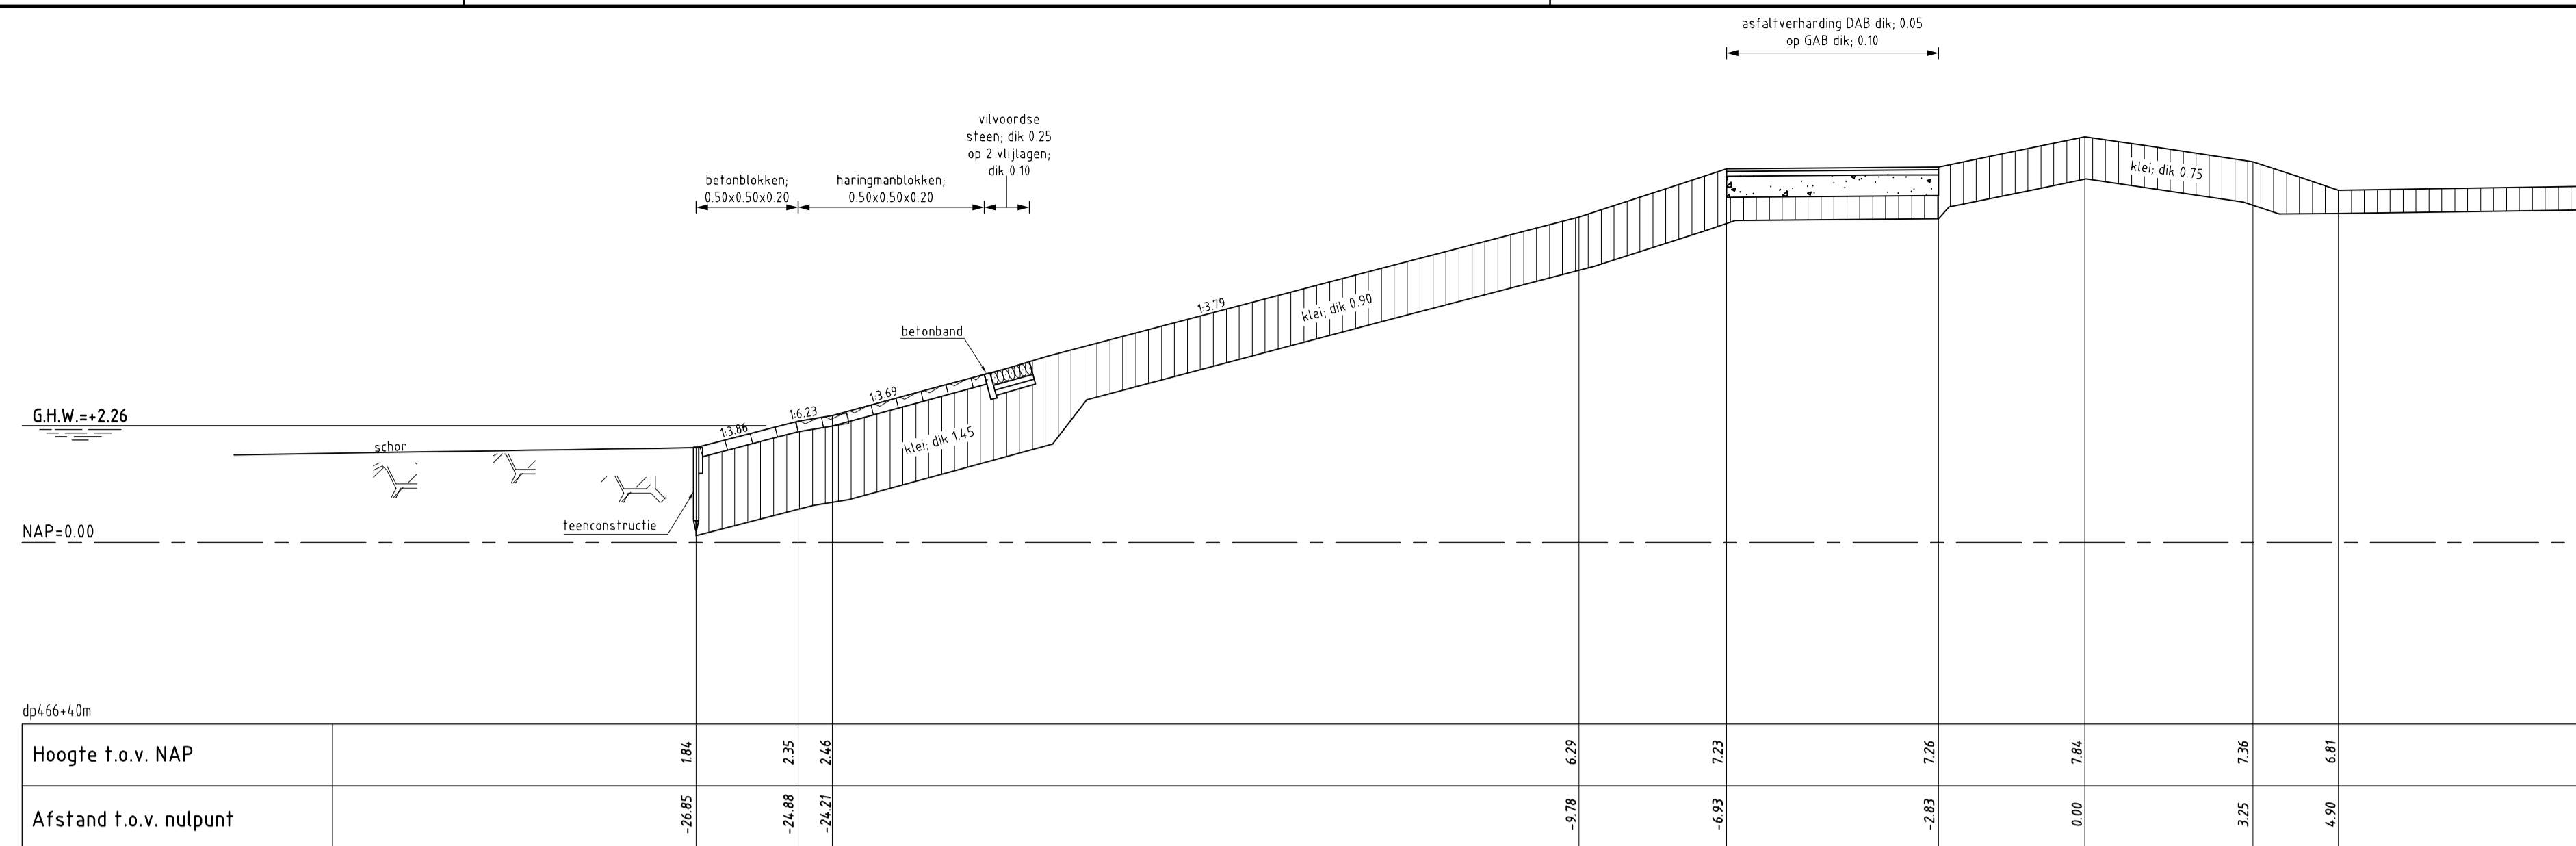 asfaltverharding DAB dik; 0.05
op GAB dik; 0.10
vilvoordse
steen; dik 0.25
op 2 vlijlagen;
dik 0.10
betonblokken;
0.50x0.50x0.20
haringmanblokken;
0.50x0.50x0.20
klei; dik 0.75
1:3.79
klei; dik 0.90
betonband
1:3.69
1:6.23
1:3.86
G.H.W.=+2.26
klei; dik 1.45
schor
teenconstructie
NAP=0.00
dp466+40m
Hoogte t.o.v. NAP 1.84 2.35 2.46 6.29 7.23 7.26 7.84 7.36 6.81
Afstand t.o.v. nulpunt -26.85 -24.88 -24.21 -9.78 -6.93 -2.83 0.00 3.25 4.90